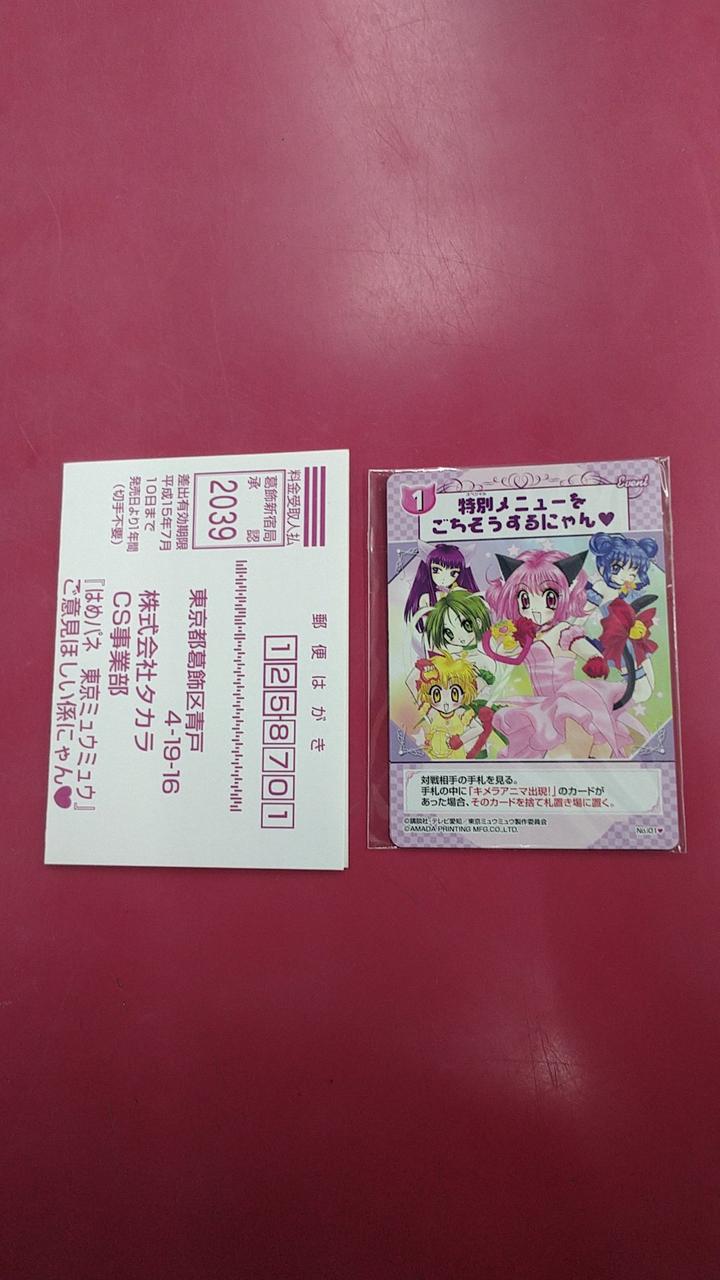 料金受取人払
葛飾新宿局
承 認
2039
差出有効期限
平成15年7月
10日まで
発売日より1年間
(切手不要)
郵便はがき
1258701
東京都葛飾区青戸
4-19-16
株式会社タカラ
CS事業部
『はめパネ 東京ミュウミュウ』
ご意見ほしい係にゃん♥
Event
1
スペシャル
特別メニューを
ごちそうするにゃん♥
対戦相手の手札を見る。
手札の中に「キメラアニマ出現!」のカードが
あった場合、そのカードを捨て札置き場に置く。
©講談社・テレビ愛知/東京ミュウミュウ製作委員会
©AMADA PRINTING MFG.CO.,LTD.
No.I01♥